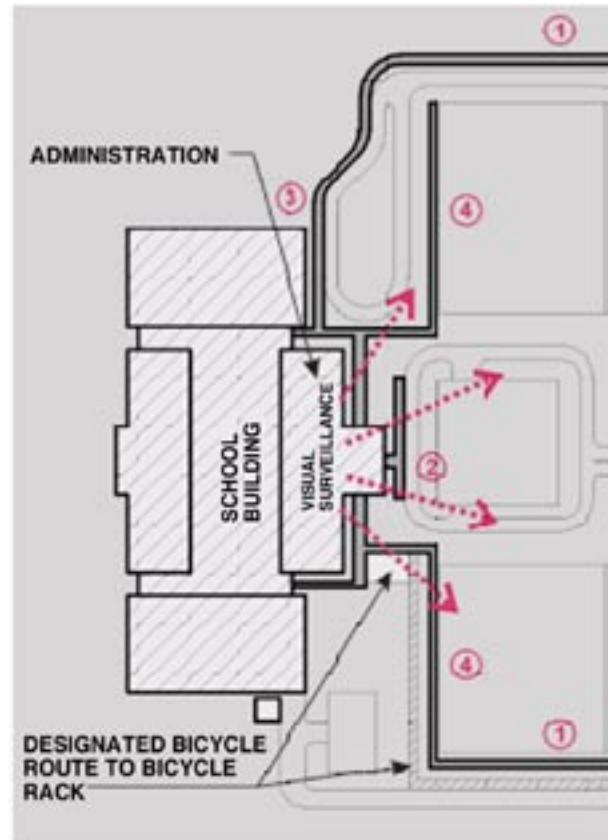 ①
ADMINISTRATION
③
④
SCHOOL
BUILDING
VISUAL
SURVEILLANCE
②
④
①
DESIGNATED BICYCLE
ROUTE TO BICYCLE
RACK